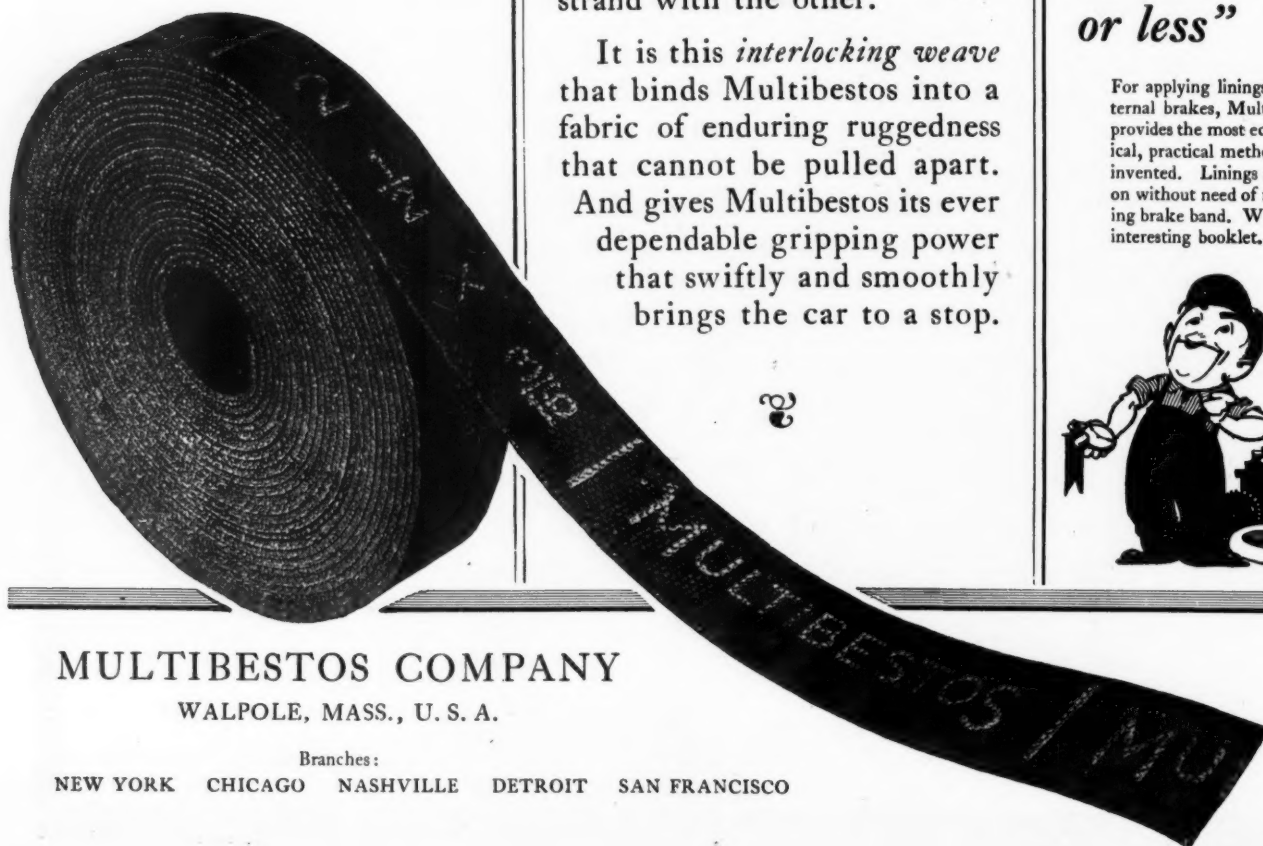 strand with the other.
It is this interlocking weave
that binds Multibestos into a
fabric of enduring ruggedness
that cannot be pulled apart.
And gives Multibestos its ever
dependable gripping power
that swiftly and smoothly
brings the car to a stop.
or less”
For applying linings
ternal brakes,
provides the most
ical, practical
invented. Linings
on without need of
ing brake band.
interesting booklet.
2 IN X 3/16
MULTIBESTOS MU
MULTIBESTOS COMPANY
WALPOLE, MASS., U. S. A.
Branches:
NEW YORK CHICAGO NASHVILLE DETROIT SAN FRANCISCO